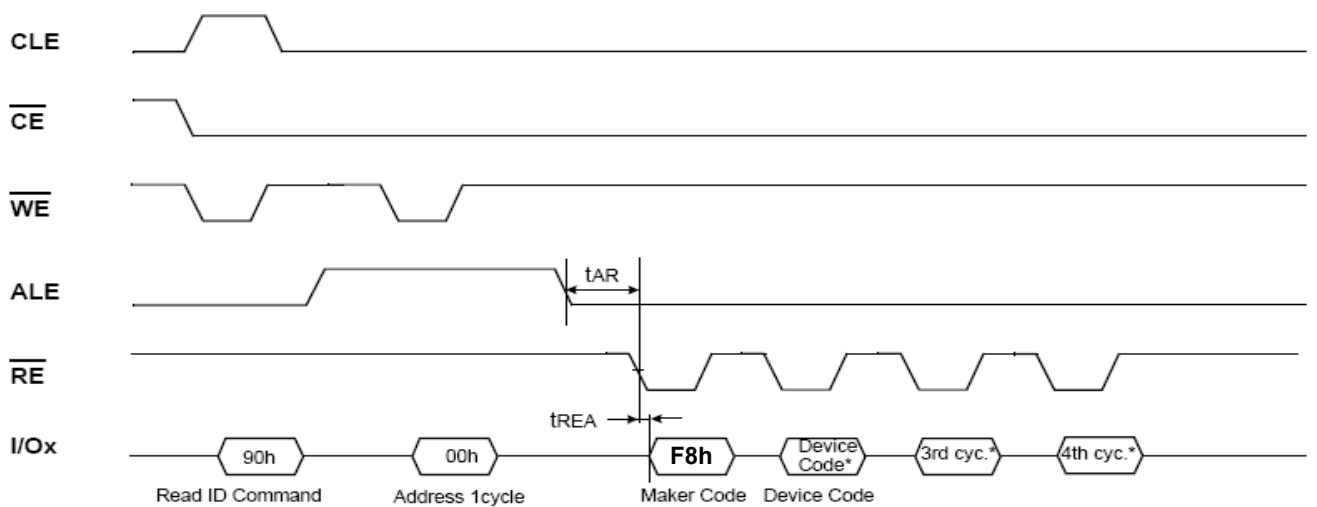 CLE
CE
WE
ALE
tAR
RE
tREA
I/Ox
90h
00h
F8h
Device
Code*
3rd cyc.*
4th cyc.*
Read ID Command
Address 1cycle
Maker Code
Device Code